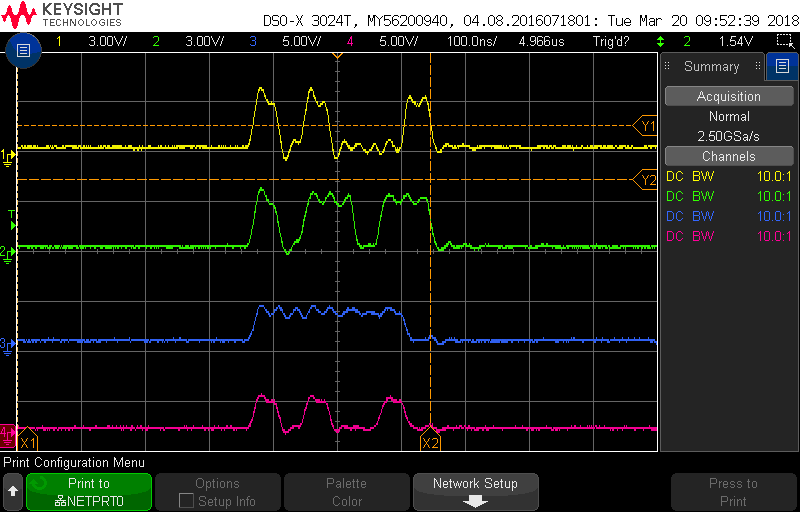 KEYSIGHT
TECHNOLOGIES
DSO-X 3024T, MY56200940, 04.08.2016071801: Tue Mar 20 09:52:39 2018
1 3.00V/ 2 3.00V/ 3 5.00V/ 4 5.00V/ 100.0ns/ 4.966us Trig'd? 2 1.54V
Summary
Acquisition
Normal
2.50GSa/s
Channels
DC BW 10.0:1
DC BW 10.0:1
DC BW 10.0:1
DC BW 10.0:1
Y1
1
Y2
T
2
3
4
X1
X2
Print Configuration Menu
Print to
NETPRT0
Options
Setup Info
Palette
Color
Network Setup
Press to
Print